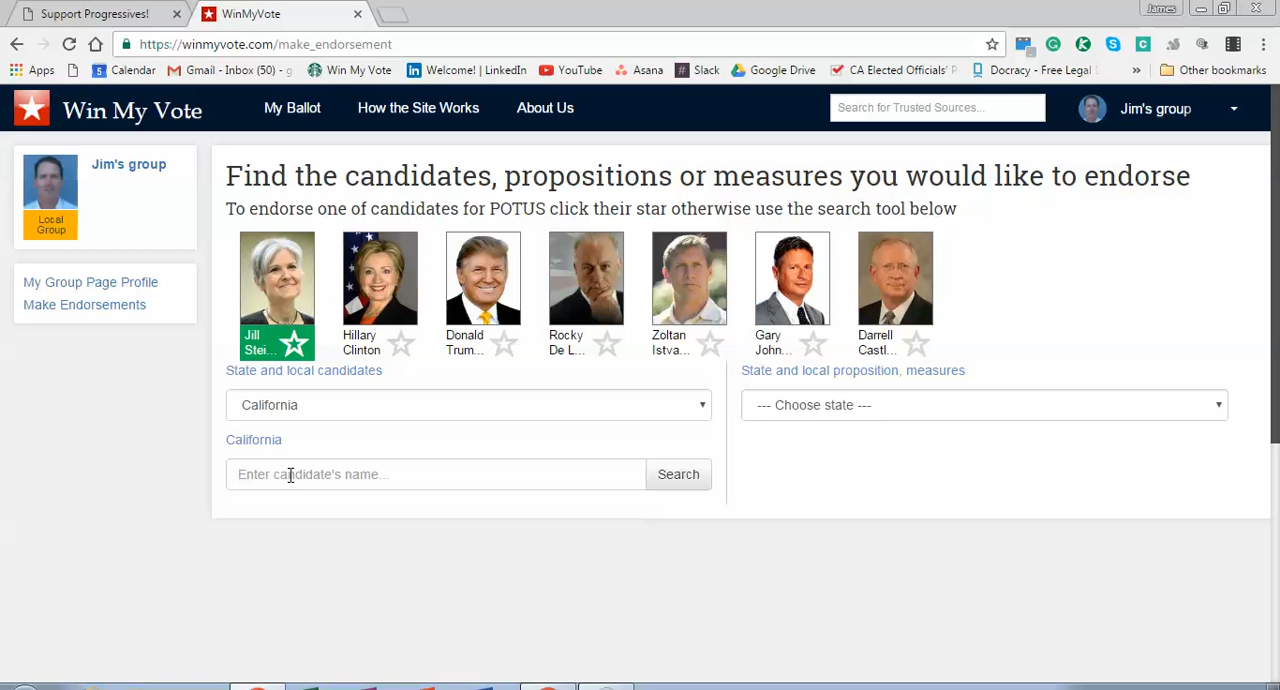 Support Progressives!
WinMyVote
James
https://winmyvote.com/make_endorsement
Apps
Calendar
Gmail - Inbox (50) - g
Win My Vote
Welcome! | LinkedIn
YouTube
Asana
Slack
Google Drive
CA Elected Officials'
Docracy - Free Legal
Other bookmarks
Win My Vote
My Ballot
How the Site Works
About Us
Search for Trusted Sources...
Jim's group
Jim's group
Local
Group
My Group Page Profile
Make Endorsements
Find the candidates, propositions or measures you would like to endorse
To endorse one of candidates for POTUS click their star otherwise use the search tool below
Jill
Stei...
Hillary
Clinton
Donald
Trum...
Rocky
De L...
Zoltan
Istva...
Gary
John...
Darrell
Castl...
State and local candidates
California
California
Enter candidate's name...
Search
State and local proposition, measures
--- Choose state ---